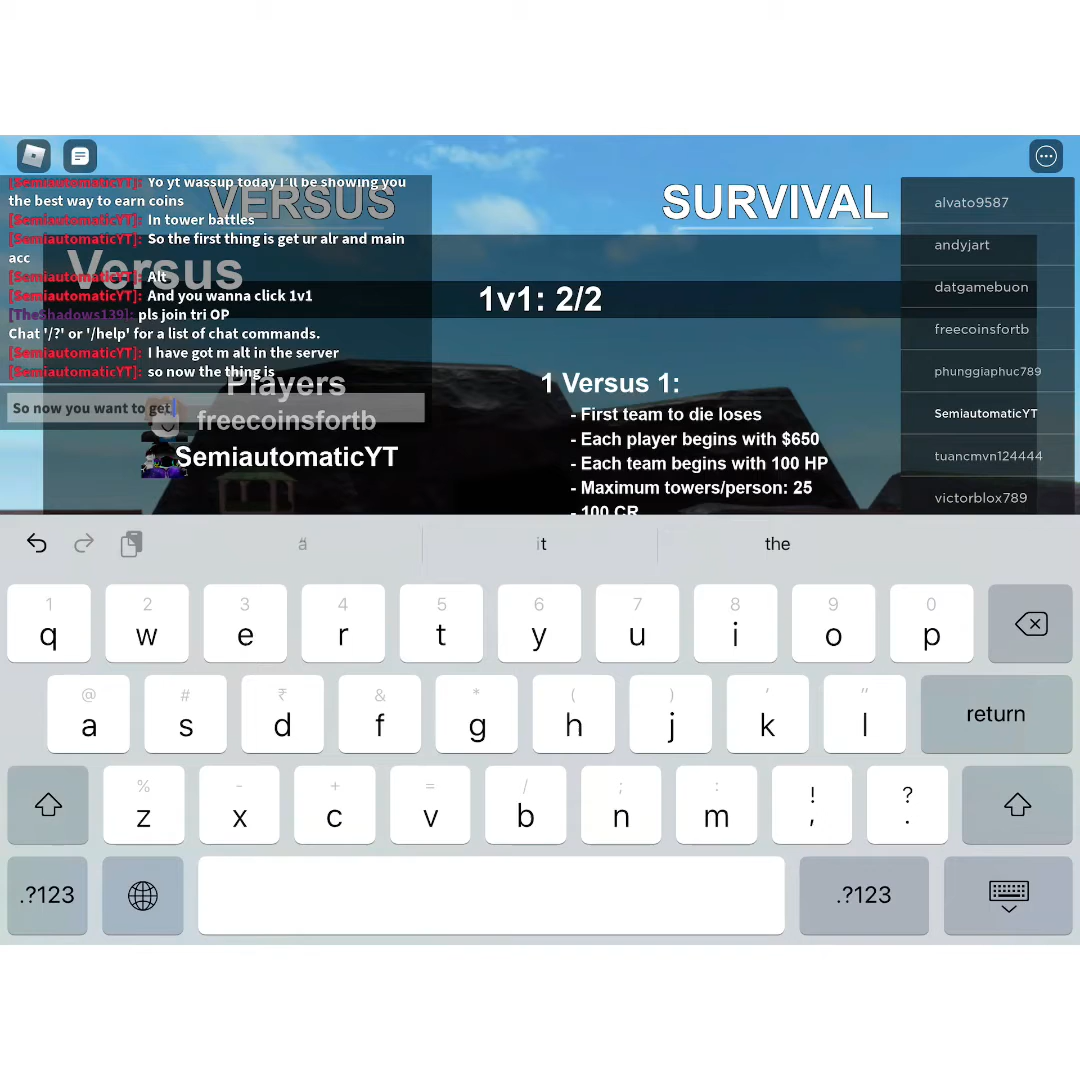 VERSUS
SURVIVAL
[SemiautomaticYT]: Yo yt wassup today I'll be showing you
the best way to earn coins
[SemiautomaticYT]: In tower battles
[SemiautomaticYT]: So the first thing is get ur alr and main
acc
[SemiautomaticYT]: Alt
[SemiautomaticYT]: And you wanna click 1v1
[TheShadows139]: pls join tri OP
Chat '/?' or '/help' for a list of chat commands.
[SemiautomaticYT]: I have got m alt in the server
[SemiautomaticYT]: so now the thing is
So now you want to get
Versus
1v1: 2/2
Players
freecoinsfortb
SemiautomaticYT
1 Versus 1:
- First team to die loses
- Each player begins with $650
- Each team begins with 100 HP
- Maximum towers/person: 25
- 100 CR
alvato9587
andyjart
datgamebuon
freecoinsfortb
phunggiaphuc789
SemiautomaticYT
tuancmvn124444
victorblox789
a it the
1 2 3 4 5 6 7 8 9 0
q w e r t y u i o p
@ # ₹ & * ( ) ' "
a s d f g h j k l return
% - + = / ; : ! ?
z x c v b n m , .
.?123 .?123